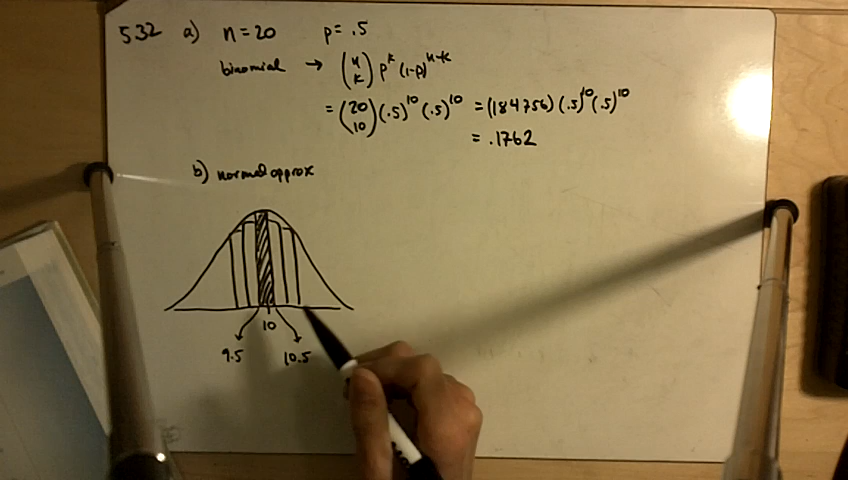 532 a) n=20 p=.5
binomial → (n k) p^k (1-p)^n-k
= (20 10)(.5)^10 (.5)^10 = (184756)(.5)^10(.5)^10
= .1762
b) normal approx
10
9.5 10.5